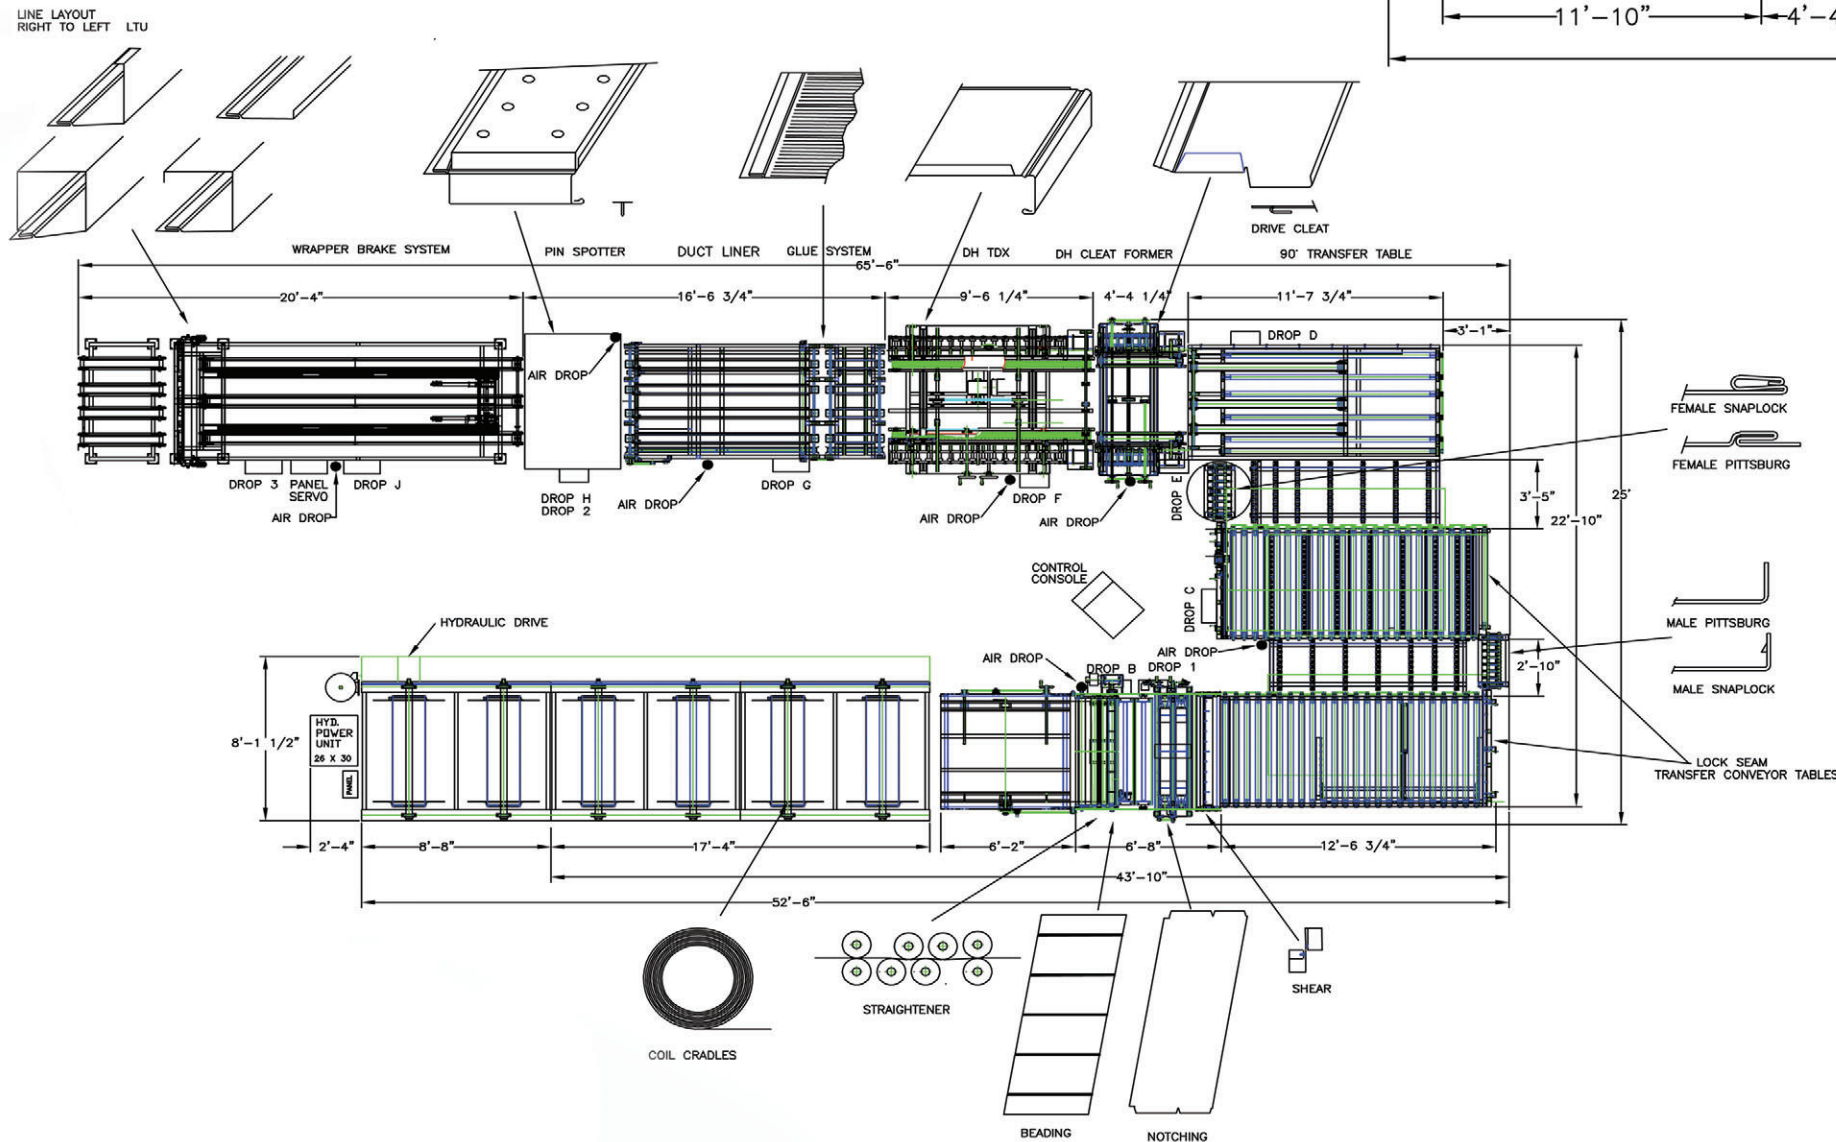 LINE LAYOUT
RIGHT TO LEFT LTU
11'-10"
4'-4
DRIVE CLEAT
WRAPPER BRAKE SYSTEM
PIN SPOTTER
DUCT LINER GLUE SYSTEM
DH TDX
DH CLEAT FORMER
90° TRANSFER TABLE
65'-6"
20'-4"
16'-6 3/4"
9'-6 1/4"
4'-4 1/4"
11'-7 3/4"
3'-1"
DROP D
AIR DROP
FEMALE SNAPLOCK
FEMALE PITTSBURG
DROP 3
PANEL
SERVO
DROP J
AIR DROP
DROP H
DROP 2
AIR DROP
DROP G
AIR DROP
DROP F
AIR DROP
DROP E
3'-5"
25'
22'-10"
CONTROL
CONSOLE
DROP C
HYDRAULIC DRIVE
MALE PITTSBURG
AIR DROP
DROP B
DROP 1
AIR DROP
2'-10"
MALE SNAPLOCK
8'-1 1/2"
HYD.
POWER
UNIT
26 X 30
PANEL
LOCK SEAM
TRANSFER CONVEYOR TABLES
2'-4"
8'-8"
17'-4"
6'-2"
6'-8"
12'-6 3/4"
43'-10"
52'-6"
COIL CRADLES
STRAIGHTENER
SHEAR
BEADING
NOTCHING